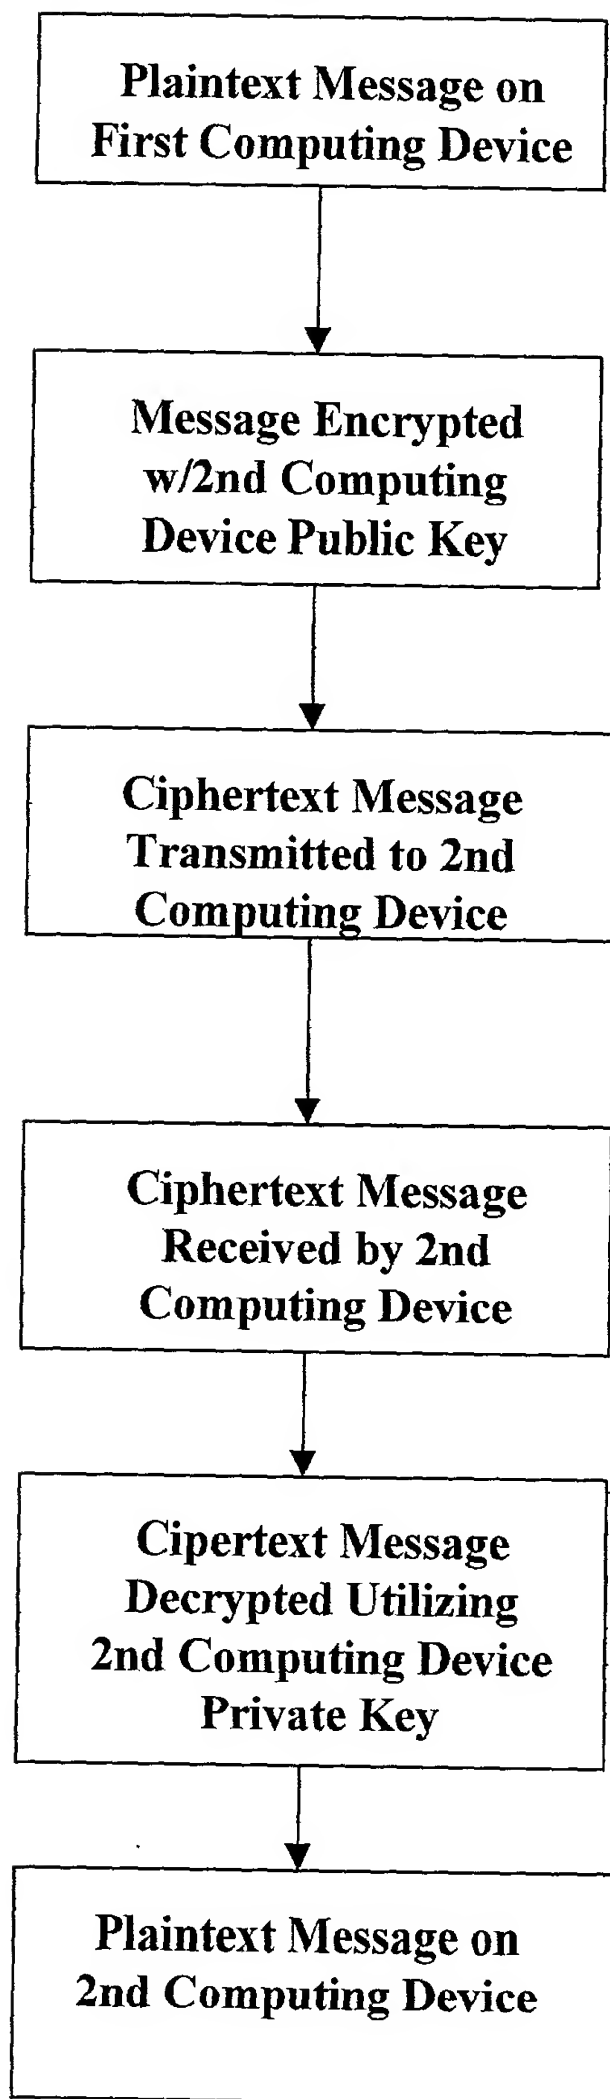 Plaintext Message on
First Computing Device
Message Encrypted
w/2nd Computing
Device Public Key
Ciphertext Message
Transmitted to 2nd
Computing Device
Ciphertext Message
Received by 2nd
Computing Device
Cipertext Message
Decrypted Utilizing
2nd Computing Device
Private Key
Plaintext Message on
2nd Computing Device